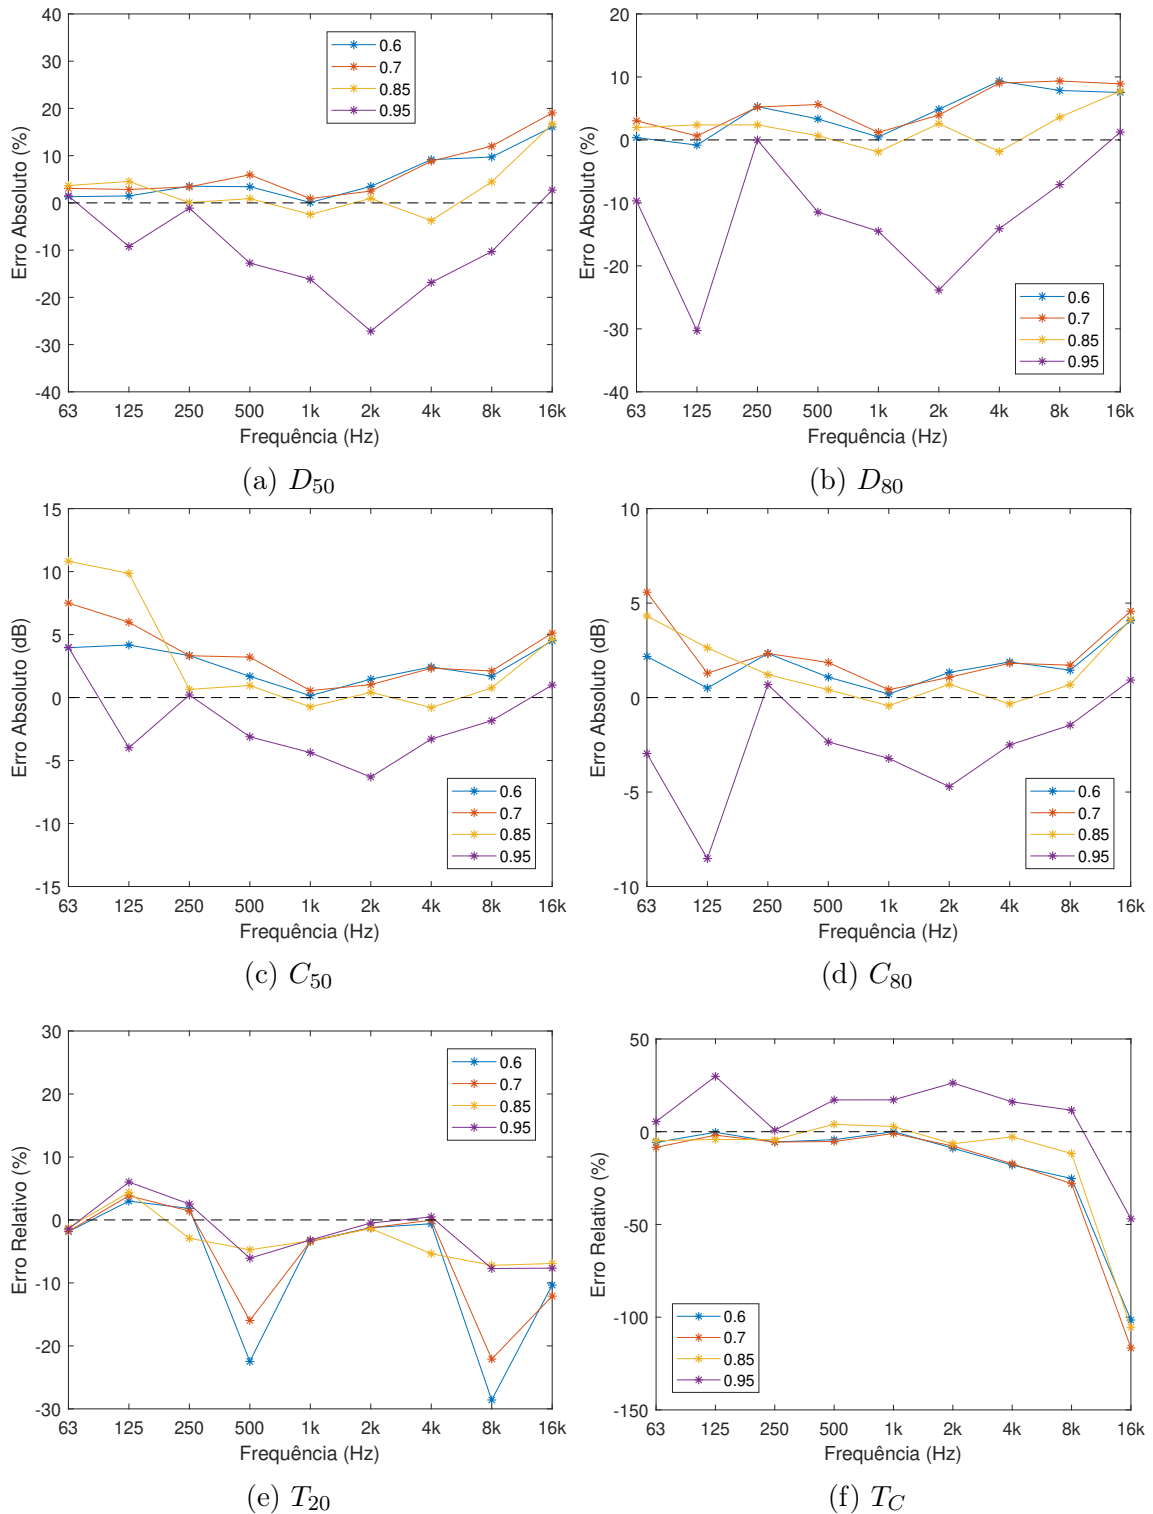 40
30
20
10
0
-10
-20
-30
-40
Erro Absoluto (%)
0.6
0.7
0.85
0.95
63 125 250 500 1k 2k 4k 8k 16k
Frequência (Hz)
(a) D50
20
10
0
-10
-20
-30
-40
Erro Absoluto (%)
0.6
0.7
0.85
0.95
63 125 250 500 1k 2k 4k 8k 16k
Frequência (Hz)
(b) D80
15
10
5
0
-5
-10
-15
Erro Absoluto (dB)
0.6
0.7
0.85
0.95
63 125 250 500 1k 2k 4k 8k 16k
Frequência (Hz)
(c) C50
10
5
0
-5
-10
Erro Absoluto (dB)
0.6
0.7
0.85
0.95
63 125 250 500 1k 2k 4k 8k 16k
Frequência (Hz)
(d) C80
30
20
10
0
-10
-20
-30
Erro Relativo (%)
0.6
0.7
0.85
0.95
63 125 250 500 1k 2k 4k 8k 16k
Frequência (Hz)
(e) T20
50
0
-50
-100
-150
Erro Relativo (%)
0.6
0.7
0.85
0.95
63 125 250 500 1k 2k 4k 8k 16k
Frequência (Hz)
(f) TC